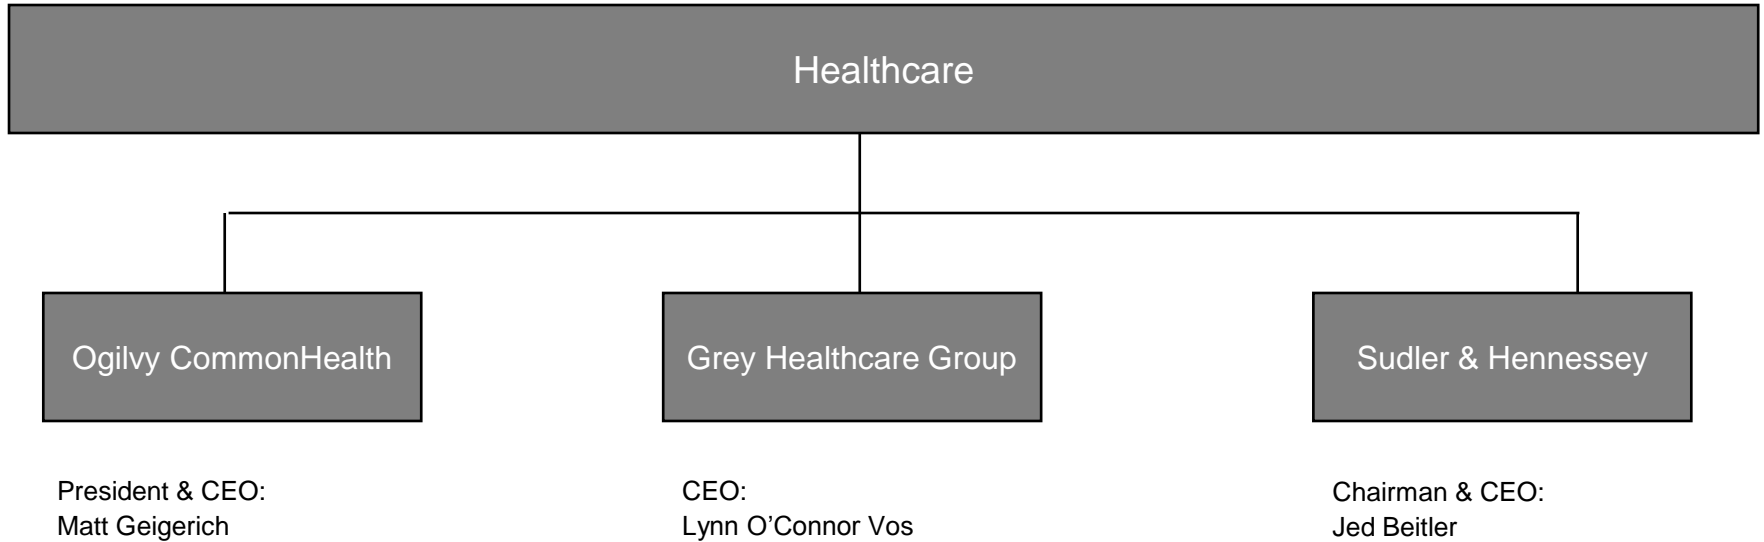 Healthcare
Ogilvy CommonHealth
Grey Healthcare Group
Sudler & Hennessey
President & CEO:
Matt Geigerich
CEO:
Lynn O’Connor Vos
Chairman & CEO:
Jed Beitler